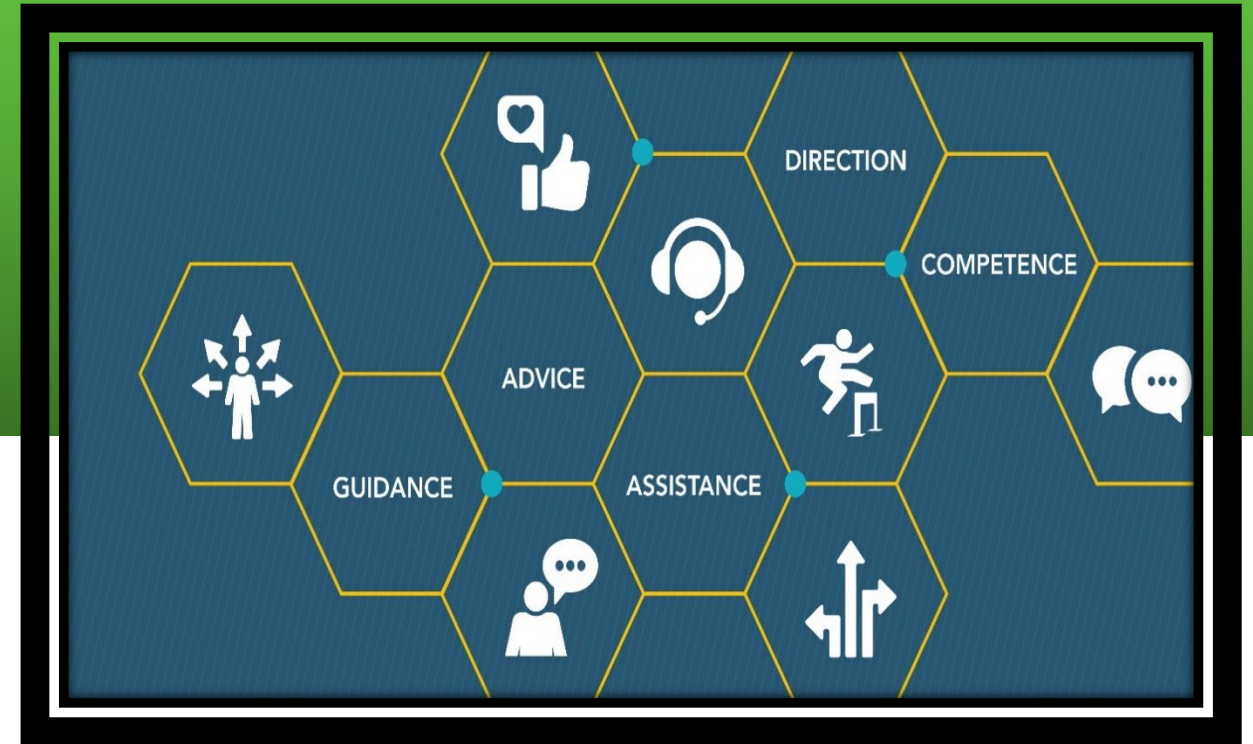 DIRECTION
COMPETENCE
ADVICE
GUIDANCE
ASSISTANCE